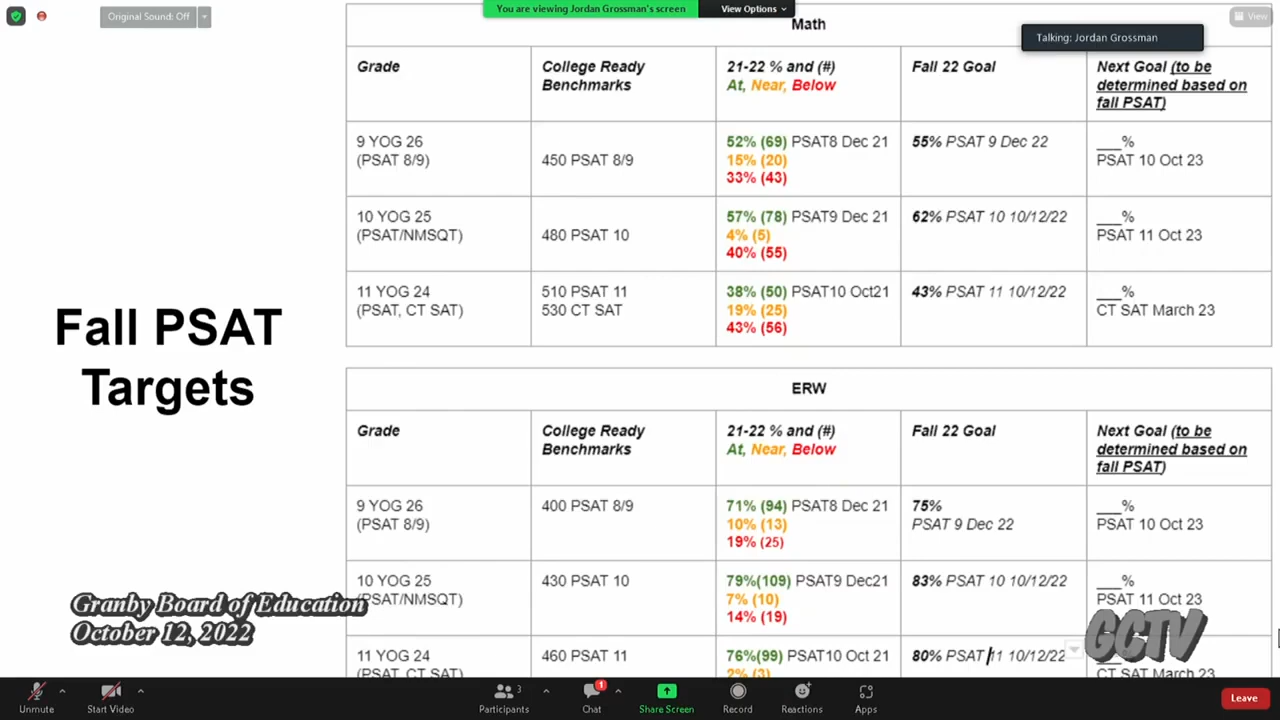 Original Sound: Off
You are viewing Jordan Grossman's screen
View Options
View
Talking: Jordan Grossman
Fall PSAT
Targets
Math
Grade
College Ready
Benchmarks
21-22 % and (#)
At, Near, Below
Fall 22 Goal
Next Goal (to be
determined based on
fall PSAT)
9 YOG 26
(PSAT 8/9)
450 PSAT 8/9
52% (69) PSAT8 Dec 21
15% (20)
33% (43)
55% PSAT 9 Dec 22
___%
PSAT 10 Oct 23
10 YOG 25
(PSAT/NMSQT)
480 PSAT 10
57% (78) PSAT9 Dec 21
4% (5)
40% (55)
62% PSAT 10 10/12/22
___%
PSAT 11 Oct 23
11 YOG 24
(PSAT, CT SAT)
510 PSAT 11
530 CT SAT
38% (50) PSAT10 Oct21
19% (25)
43% (56)
43% PSAT 11 10/12/22
___%
CT SAT March 23
ERW
Grade
College Ready
Benchmarks
21-22 % and (#)
At, Near, Below
Fall 22 Goal
Next Goal (to be
determined based on
fall PSAT)
9 YOG 26
(PSAT 8/9)
400 PSAT 8/9
71% (94) PSAT8 Dec 21
10% (13)
19% (25)
75%
PSAT 9 Dec 22
___%
PSAT 10 Oct 23
10 YOG 25
(PSAT/NMSQT)
430 PSAT 10
79%(109) PSAT9 Dec21
7% (10)
14% (19)
83% PSAT 10 10/12/22
___%
PSAT 11 Oct 23
11 YOG 24
(PSAT, CT SAT)
460 PSAT 11
76%(99) PSAT10 Oct 21
2% (3)
80% PSAT 11 10/12/22
CT SAT March 23
Granby Board of Education
October 12, 2022
GCTV
Unmute
Start Video
3
Participants
1
Chat
Share Screen
Record
Reactions
Apps
Leave